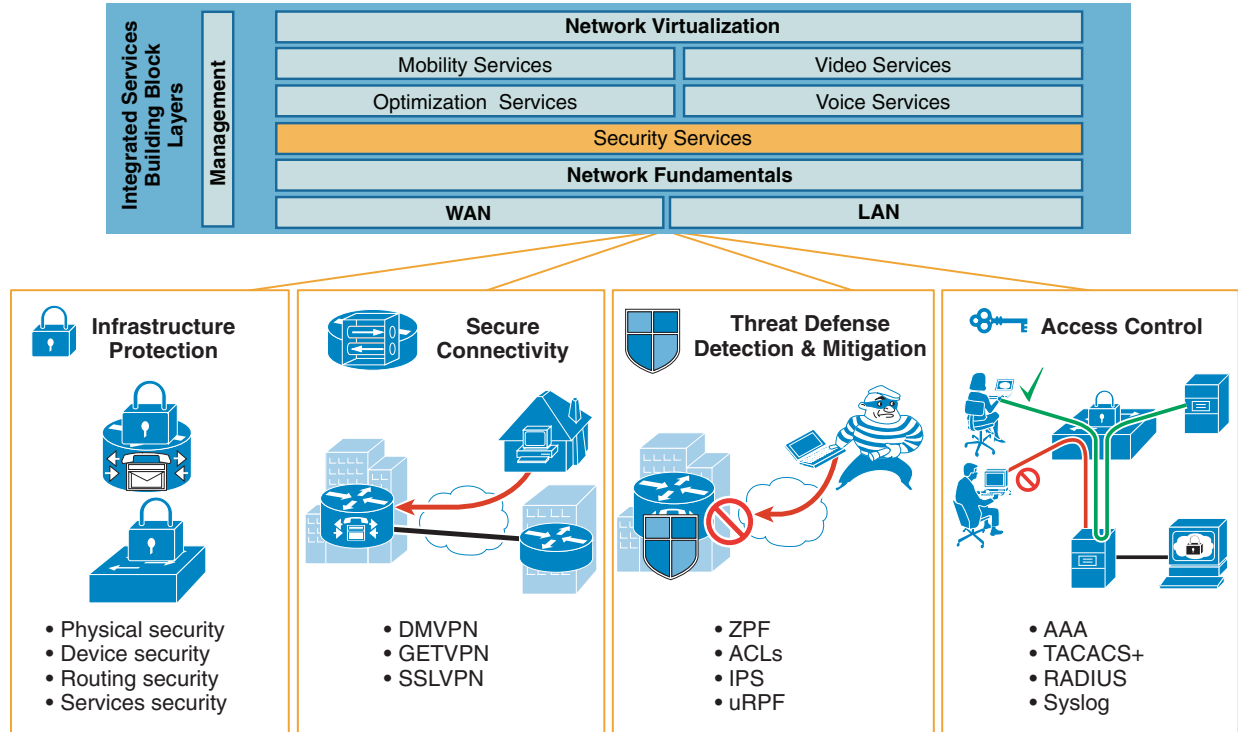 Integrated Services
Building Block
Layers
Management
Network Virtualization
Mobility Services
Video Services
Optimization Services
Voice Services
Security Services
Network Fundamentals
WAN
LAN
Infrastructure
Protection
• Physical security
• Device security
• Routing security
• Services security
Secure
Connectivity
• DMVPN
• GETVPN
• SSLVPN
Threat Defense
Detection & Mitigation
• ZPF
• ACLs
• IPS
• uRPF
Access Control
• AAA
• TACACS+
• RADIUS
• Syslog